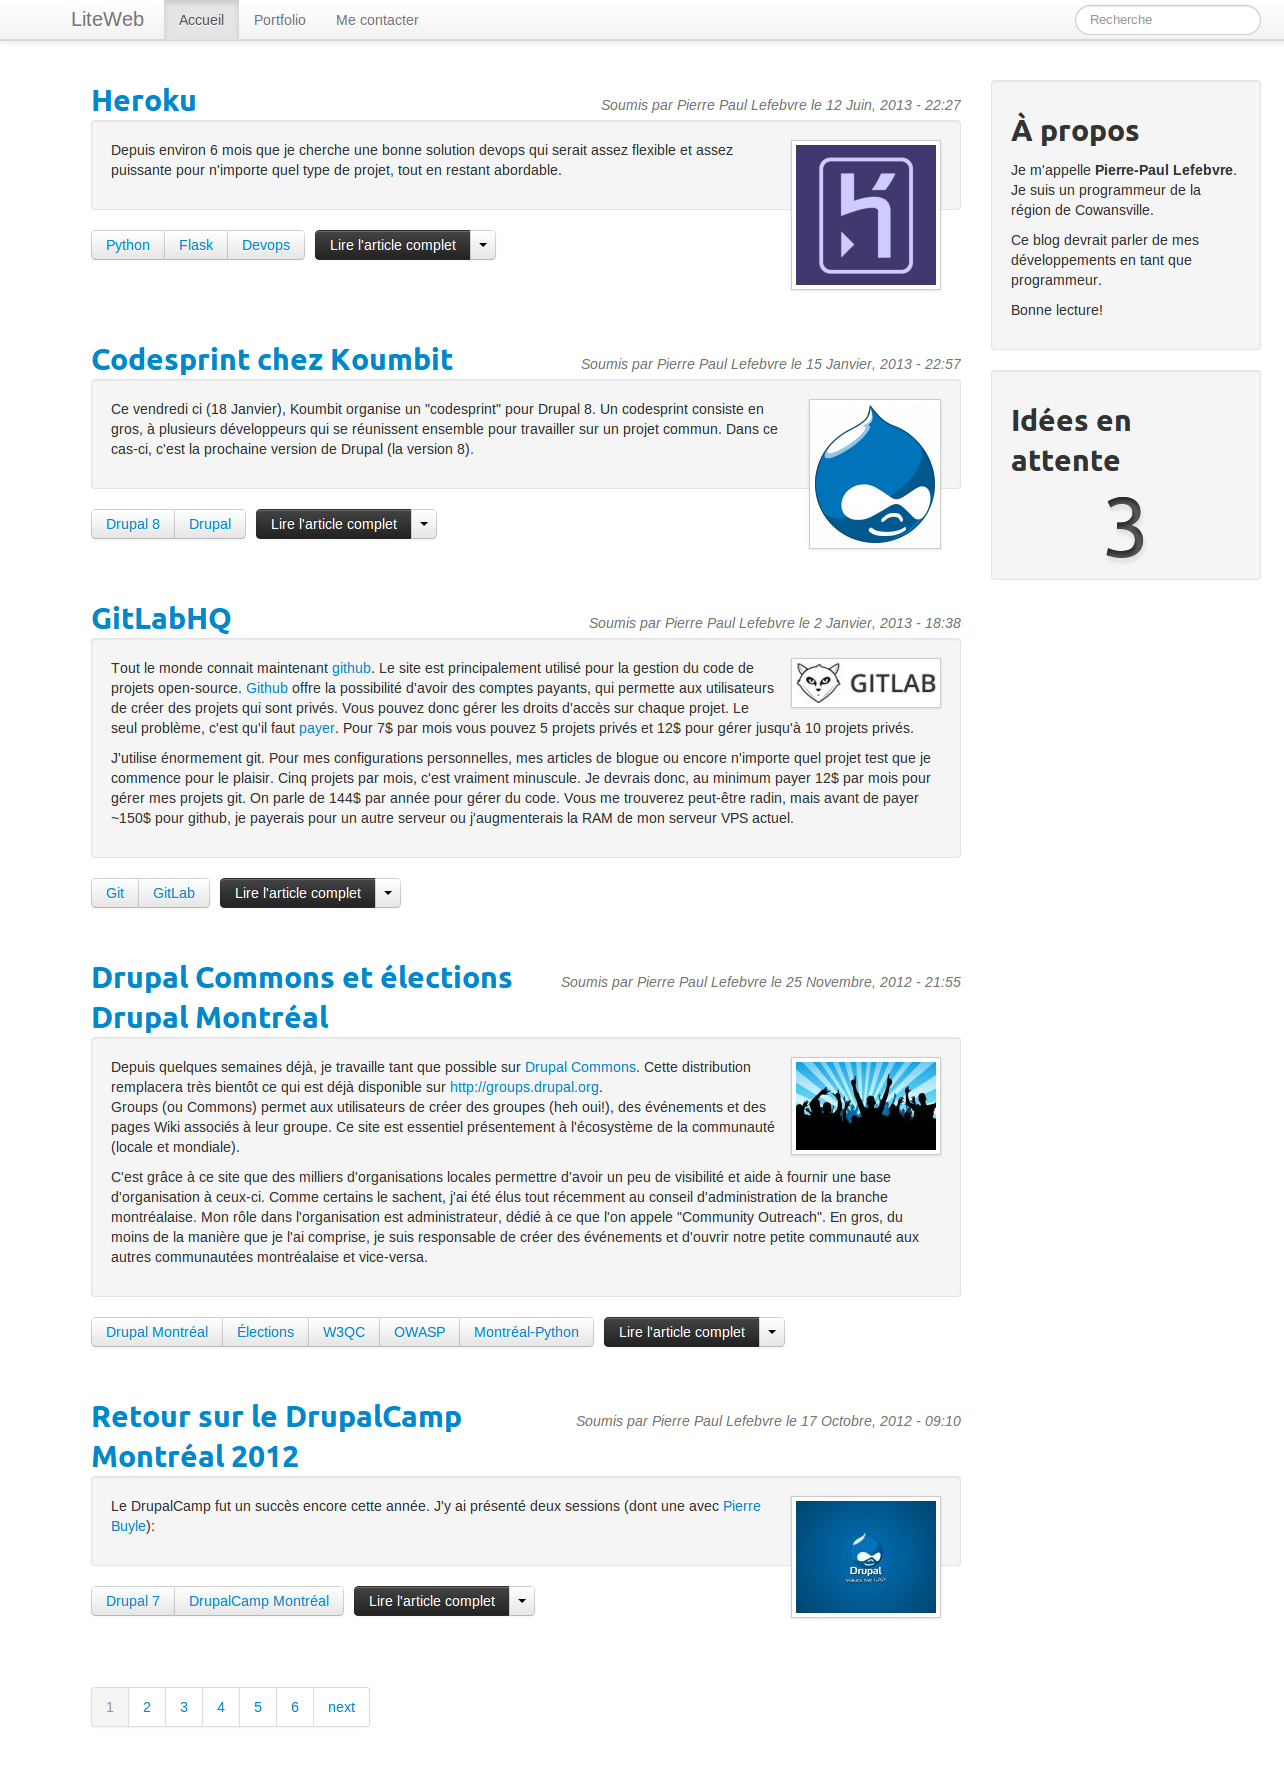 LiteWeb Accueil Portfolio Me contacter Recherche
Heroku
Soumis par Pierre Paul Lefebvre le 12 Juin, 2013 - 22:27
Depuis environ 6 mois que je cherche une bonne solution devops qui serait assez flexible et assez
puissante pour n'importe quel type de projet, tout en restant abordable.
Python Flask Devops Lire l'article complet
Codesprint chez Koumbit
Soumis par Pierre Paul Lefebvre le 15 Janvier, 2013 - 22:57
Ce vendredi ci (18 Janvier), Koumbit organise un "codesprint" pour Drupal 8. Un codesprint consiste en
gros, à plusieurs développeurs qui se réunissent ensemble pour travailler sur un projet commun. Dans ce
cas-ci, c'est la prochaine version de Drupal (la version 8).
Drupal 8 Drupal Lire l'article complet
GitLabHQ
Soumis par Pierre Paul Lefebvre le 2 Janvier, 2013 - 18:38
GITLAB
Tout le monde connait maintenant github. Le site est principalement utilisé pour la gestion du code de
projets open-source. Github offre la possibilité d'avoir des comptes payants, qui permette aux utilisateurs
de créer des projets qui sont privés. Vous pouvez donc gérer les droits d'accès sur chaque projet. Le
seul problème, c'est qu'il faut payer. Pour 7$ par mois vous pouvez 5 projets privés et 12$ pour gérer jusqu'à 10 projets privés.
J'utilise énormement git. Pour mes configurations personnelles, mes articles de blogue ou encore n'importe quel projet test que je
commence pour le plaisir. Cinq projets par mois, c'est vraiment minuscule. Je devrais donc, au minimum payer 12$ par mois pour
gérer mes projets git. On parle de 144$ par année pour gérer du code. Vous me trouverez peut-être radin, mais avant de payer
~150$ pour github, je payerais pour un autre serveur ou j'augmenterais la RAM de mon serveur VPS actuel.
Git GitLab Lire l'article complet
Drupal Commons et élections
Drupal Montréal
Soumis par Pierre Paul Lefebvre le 25 Novembre, 2012 - 21:55
Depuis quelques semaines déjà, je travaille tant que possible sur Drupal Commons. Cette distribution
remplacera très bientôt ce qui est déjà disponible sur http://groups.drupal.org.
Groups (ou Commons) permet aux utilisateurs de créer des groupes (heh oui!), des événements et des
pages Wiki associés à leur groupe. Ce site est essentiel présentement à l'écosystème de la communauté
(locale et mondiale).
C'est grâce à ce site que des milliers d'organisations locales permettre d'avoir un peu de visibilité et aide à fournir une base
d'organisation à ceux-ci. Comme certains le sachent, j'ai été élus tout récemment au conseil d'administration de la branche
montréalaise. Mon rôle dans l'organisation est administrateur, dédié à ce que l'on appele "Community Outreach". En gros, du
moins de la manière que je l'ai comprise, je suis responsable de créer des événements et d'ouvrir notre petite communauté aux
autres communautées montréalaise et vice-versa.
Drupal Montréal Élections W3QC OWASP Montréal-Python Lire l'article complet
Retour sur le DrupalCamp
Montréal 2012
Soumis par Pierre Paul Lefebvre le 17 Octobre, 2012 - 09:10
Le DrupalCamp fut un succès encore cette année. J'y ai présenté deux sessions (dont une avec Pierre
Buyle):
Drupal
Drupal 7 DrupalCamp Montréal Lire l'article complet
1 2 3 4 5 6 next
À propos
Je m'appelle Pierre-Paul Lefebvre.
Je suis un programmeur de la
région de Cowansville.
Ce blog devrait parler de mes
développements en tant que
programmeur.
Bonne lecture!
Idées en
attente
3